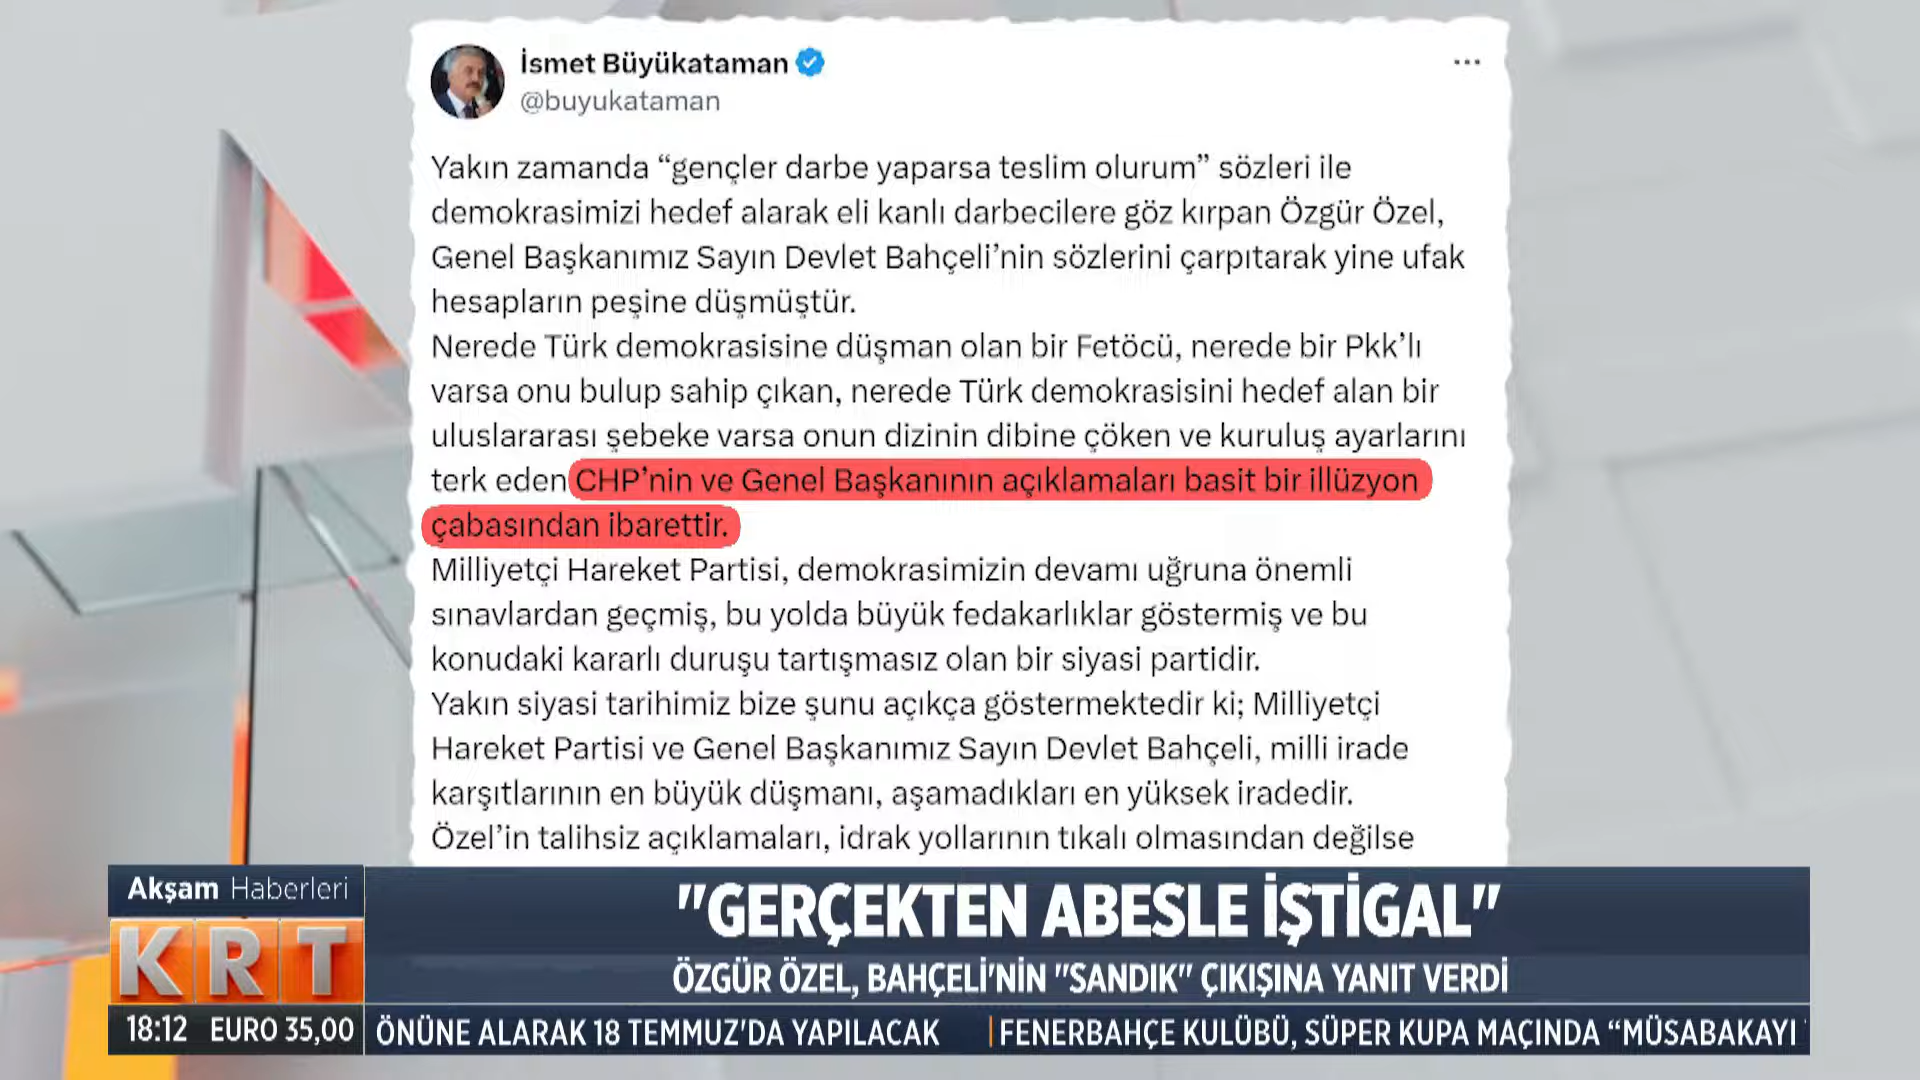 İsmet Büyükataman
@buyukataman
Yakın zamanda “gençler darbe yaparsa teslim olurum” sözleri ile
demokrasimizi hedef alarak eli kanlı darbecilere göz kırpan Özgür Özel,
Genel Başkanımız Sayın Devlet Bahçeli’nin sözlerini çarpıtarak yine ufak
hesapların peşine düşmüştür.
Nerede Türk demokrasisine düşman olan bir Fetöcü, nerede bir Pkk’lı
varsa onu bulup sahip çıkan, nerede Türk demokrasisini hedef alan bir
uluslararası şebeke varsa onun dizinin dibine çöken ve kuruluş ayarlarını
terk eden CHP’nin ve Genel Başkanının açıklamaları basit bir illüzyon
çabasından ibarettir.
Milliyetçi Hareket Partisi, demokrasimizin devamı uğruna önemli
sınavlardan geçmiş, bu yolda büyük fedakarlıklar göstermiş ve bu
konudaki kararlı duruşu tartışmasız olan bir siyasi partidir.
Yakın siyasi tarihimiz bize şunu açıkça göstermektedir ki; Milliyetçi
Hareket Partisi ve Genel Başkanımız Sayın Devlet Bahçeli, milli irade
karşıtlarının en büyük düşmanı, aşamadıkları en yüksek iradedir.
Özel’in talihsiz açıklamaları, idrak yollarının tıkalı olmasından değilse
Akşam Haberleri
"GERÇEKTEN ABESLE İŞTİGAL"
KRT
ÖZGÜR ÖZEL, BAHÇELİ'NİN "SANDIK" ÇIKIŞINA YANIT VERDİ
18:12 EURO 35,00 ÖNÜNE ALARAK 18 TEMMUZ'DA YAPILACAK FENERBAHÇE KULÜBÜ, SÜPER KUPA MAÇINDA “MÜSABAKAYI